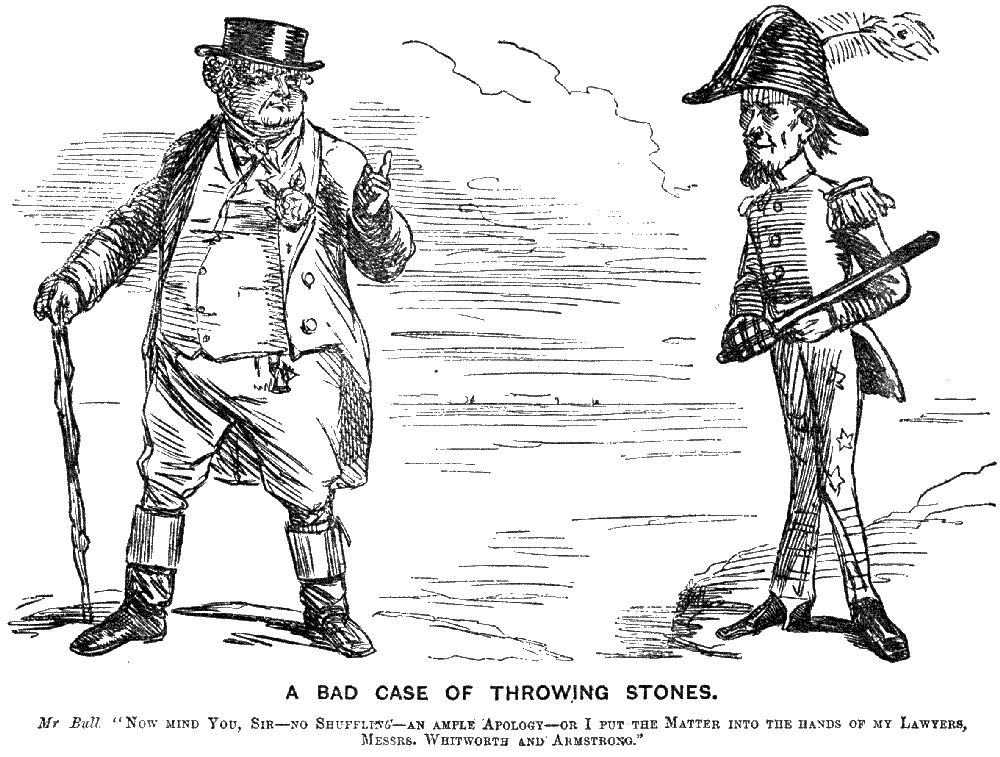 A BAD CASE OF THROWING STONES.
Mr Bull. "NOW MIND YOU, SIR—NO SHUFFLING—AN AMPLE APOLOGY—OR I PUT THE MATTER INTO THE HANDS OF MY LAWYERS,
MESSRS. WHITWORTH AND ARMSTRONG."